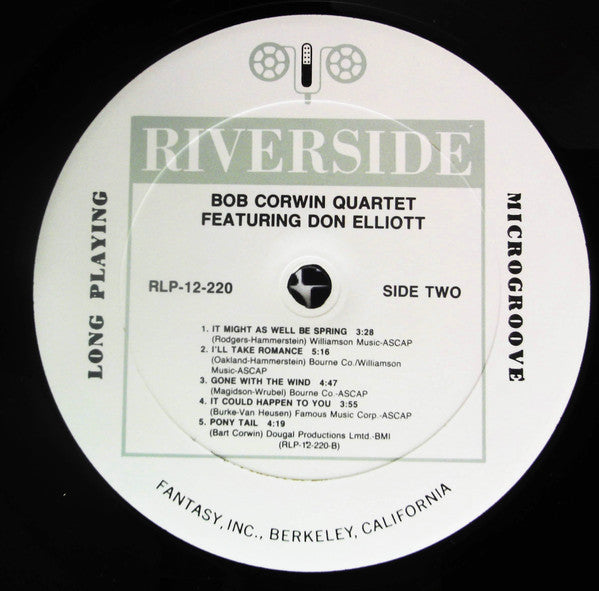 RIVERSIDE
BOB CORWIN QUARTET
FEATURING DON ELLIOTT
LONG PLAYING
MICROGROOVE
RLP-12-220
SIDE TWO
1. IT MIGHT AS WELL BE SPRING 3:28
(Rodgers-Hammerstein) Williamson Music-ASCAP
2. I'LL TAKE ROMANCE 5:16
(Oakland-Hammerstein) Bourne Co./Williamson
Music-ASCAP
3. GONE WITH THE WIND 4:47
(Magidson-Wrubel) Bourne Co.-ASCAP
4. IT COULD HAPPEN TO YOU 3:55
(Burke-Van Heusen) Famous Music Corp.-ASCAP
5. PONY TAIL 4:19
(Bart Corwin) Dougal Productions Lmtd.-BMI
(RLP-12-220-B)
FANTASY, INC., BERKELEY, CALIFORNIA